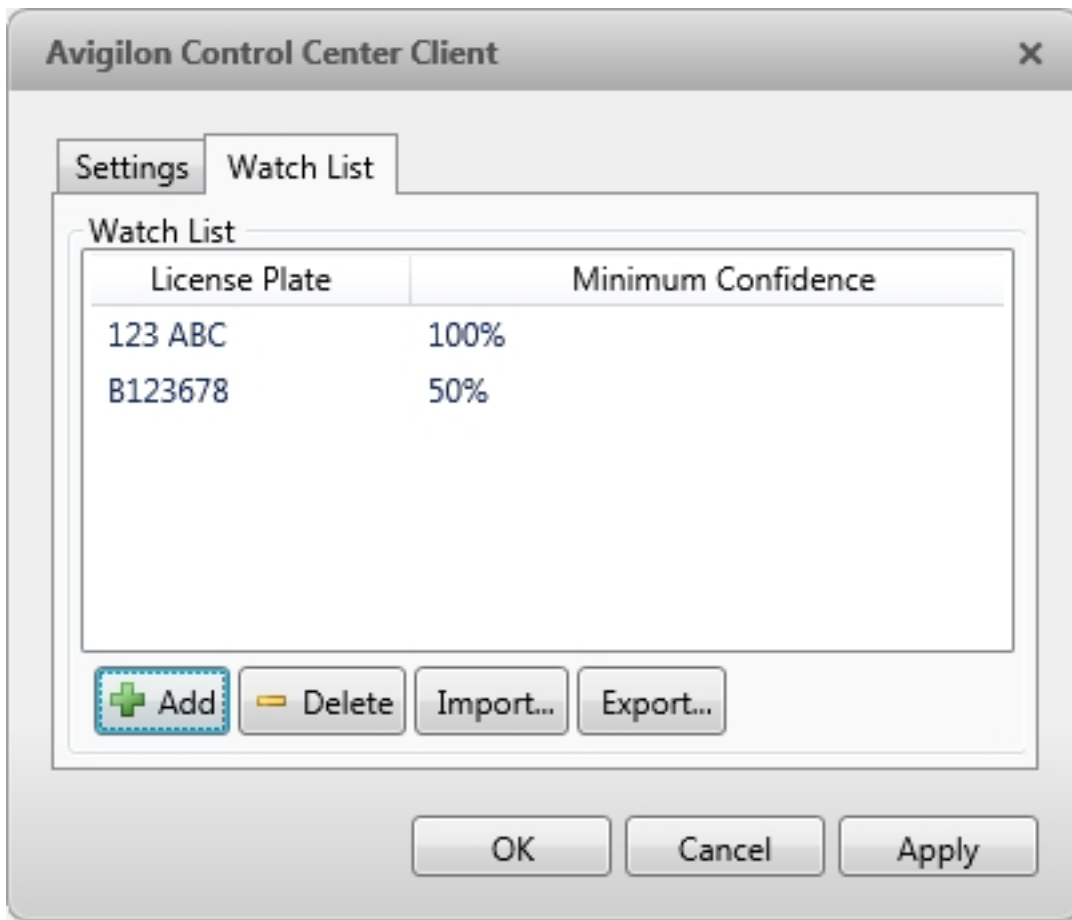 Avigilon Control Center Client
Settings Watch List
Watch List
License Plate Minimum Confidence
123 ABC 100%
B123678 50%
Add Delete Import... Export...
OK Cancel Apply